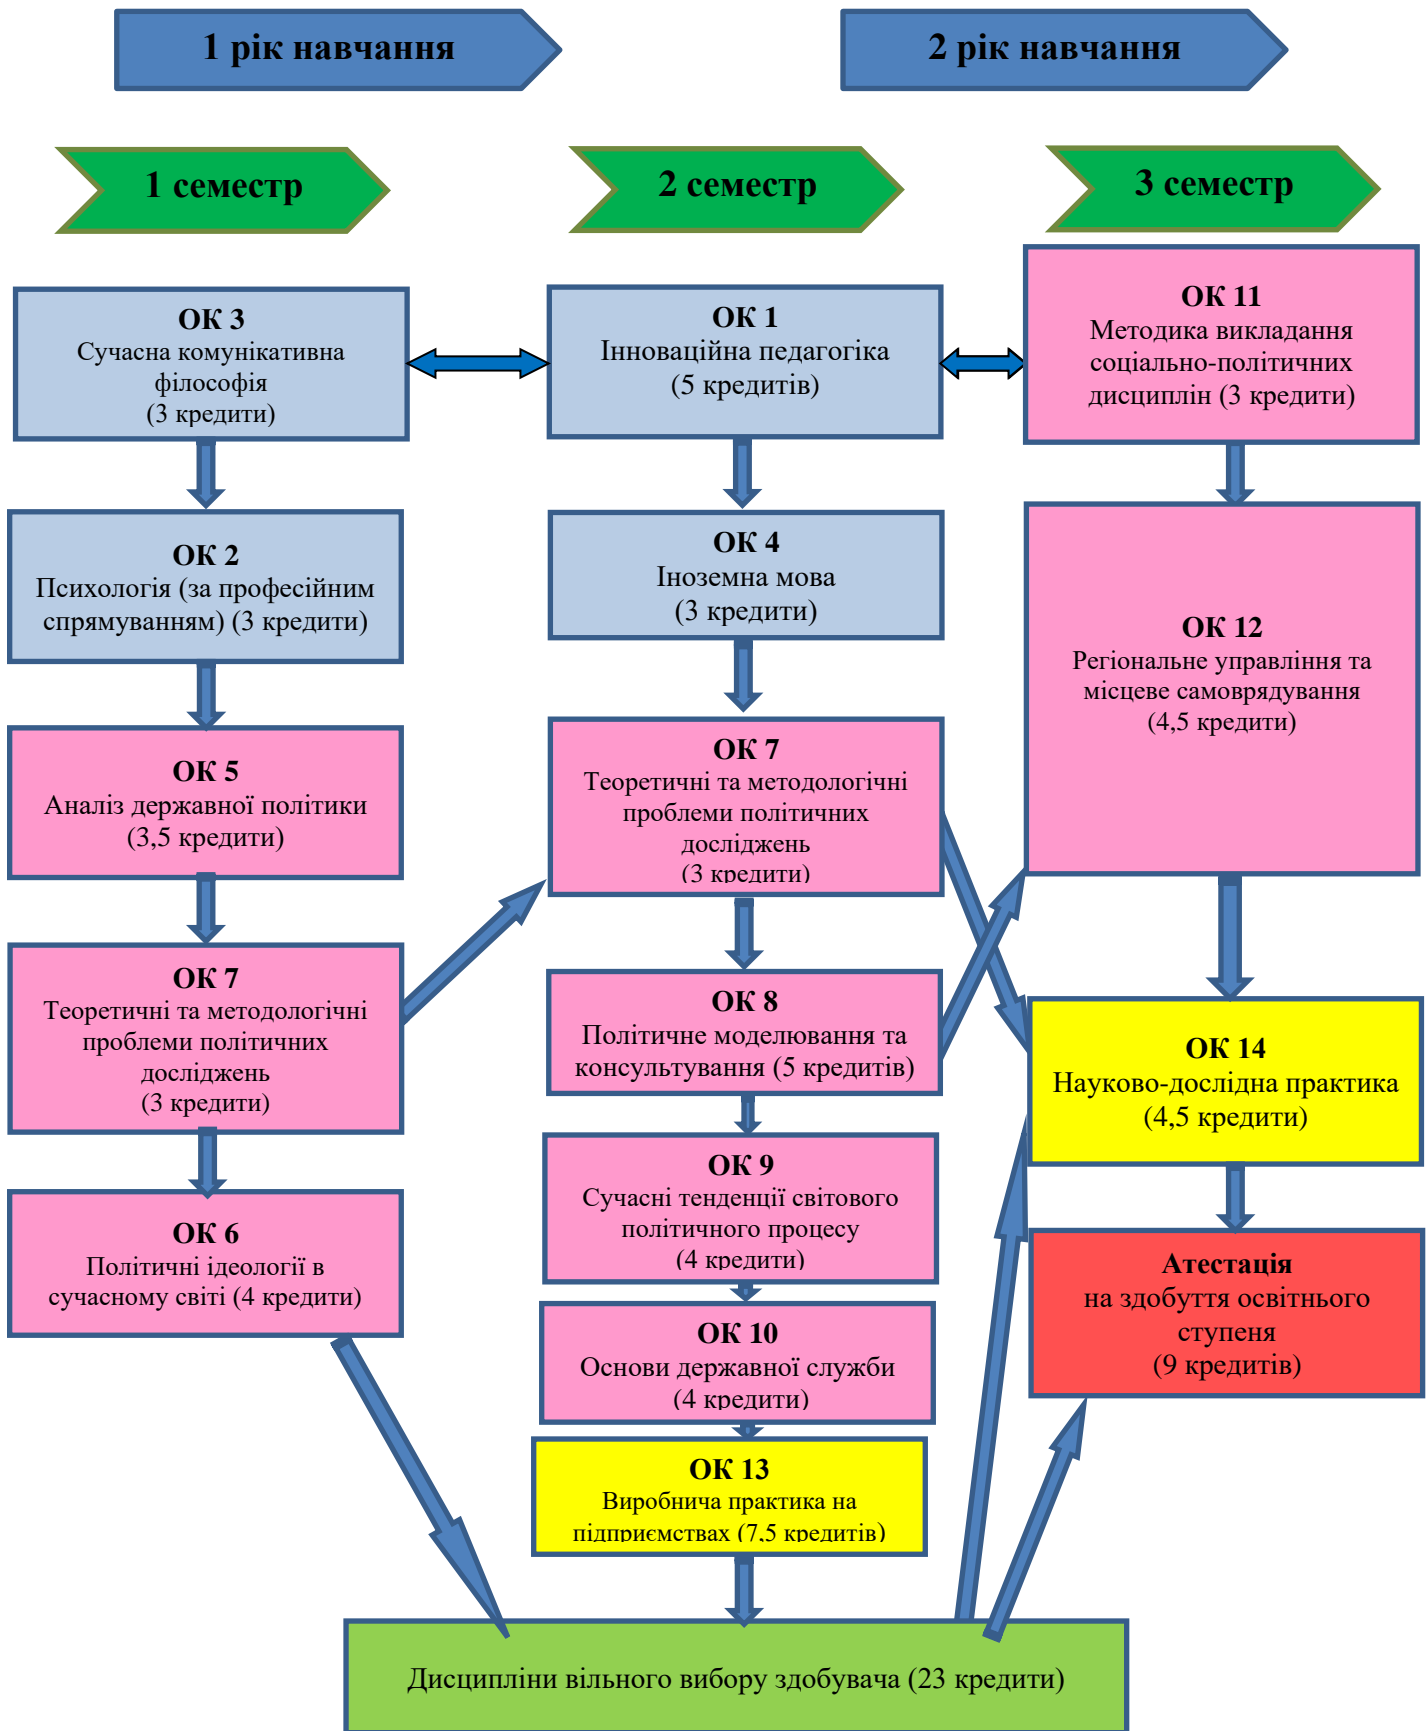 1 рік навчання
2 рік навчання
1 семестр
2 семестр
3 семестр
ОК 3
Сучасна комунікативна
філософія
(3 кредити)
ОК 2
Психологія (за професійним
спрямуванням) (3 кредити)
ОК 5
Аналіз державної політики
(3,5 кредити)
ОК 7
Теоретичні та методологічні
проблеми політичних
досліджень
(3 кредити)
ОК 6
Політичні ідеології в
сучасному світі (4 кредити)
ОК 1
Інноваційна педагогіка
(5 кредитів)
ОК 4
Іноземна мова
(3 кредити)
ОК 7
Теоретичні та методологічні
проблеми політичних
досліджень
(3 кредити)
ОК 8
Політичне моделювання та
консультування (5 кредитів)
ОК 9
Сучасні тенденції світового
політичного процесу
(4 кредити)
ОК 10
Основи державної служби
(4 кредити)
ОК 13
Виробнича практика на
підприємствах (7,5 кредитів)
ОК 11
Методика викладання
соціально-політичних
дисциплін (3 кредити)
ОК 12
Регіональне управління та
місцеве самоврядування
(4,5 кредити)
ОК 14
Науково-дослідна практика
(4,5 кредити)
Атестація
на здобуття освітнього
ступеня
(9 кредитів)
Дисципліни вільного вибору здобувача (23 кредити)